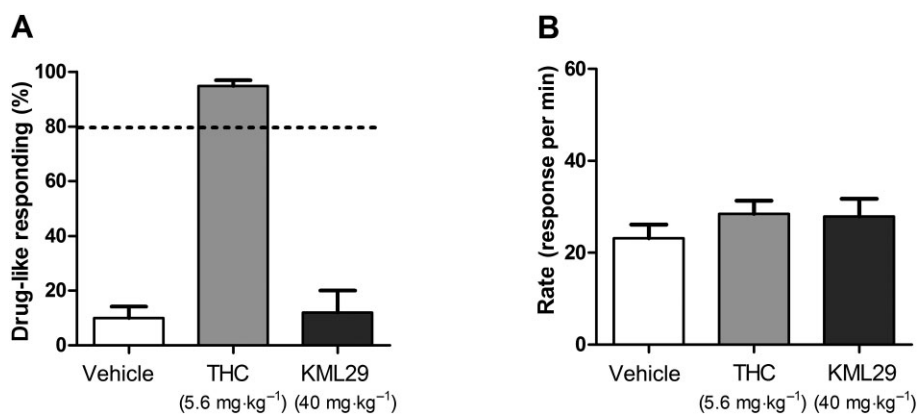 A
Drug-like responding (%)
100
80
60
40
20
0
Vehicle THC KML29
(5.6 mg·kg⁻¹) (40 mg·kg⁻¹)
B
Rate (response per min)
60
40
20
0
Vehicle THC KML29
(5.6 mg·kg⁻¹) (40 mg·kg⁻¹)